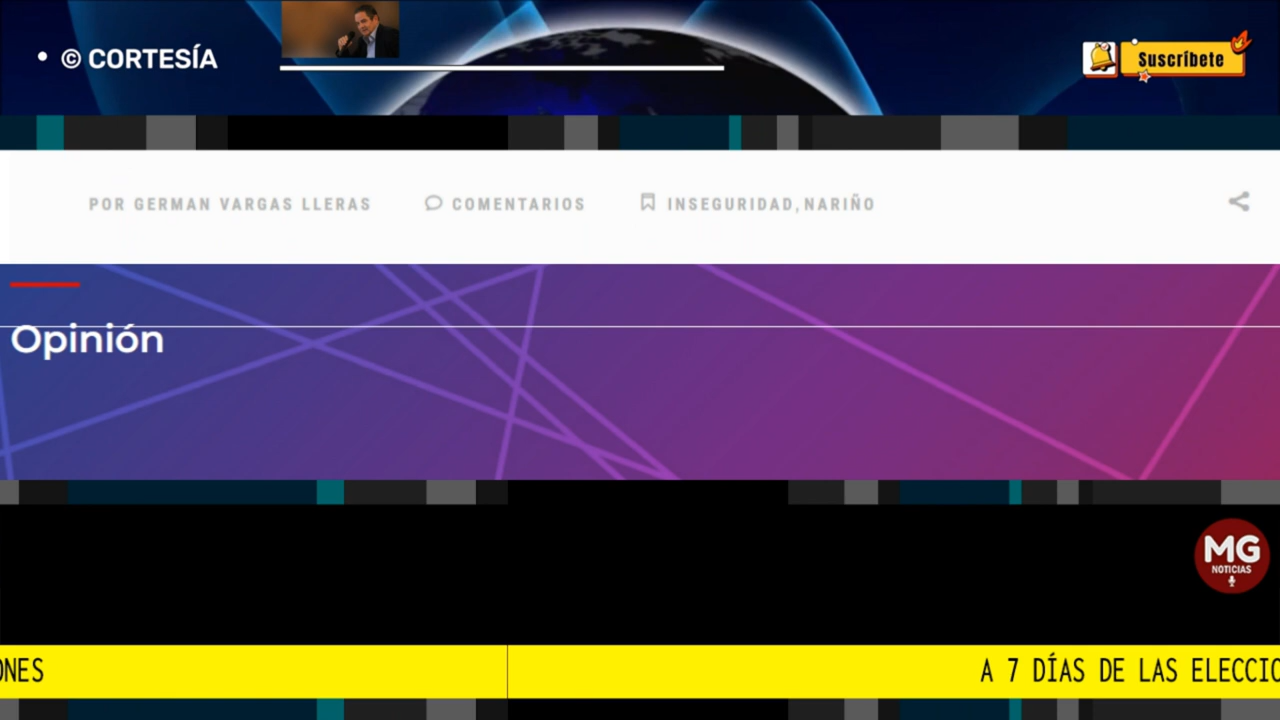 © CORTESÍA
Suscríbete
POR GERMAN VARGAS LLERAS
COMENTARIOS
INSEGURIDAD, NARIÑO
Opinión
MG
NOTICIAS
ONES
A 7 DÍAS DE LAS ELECCIO